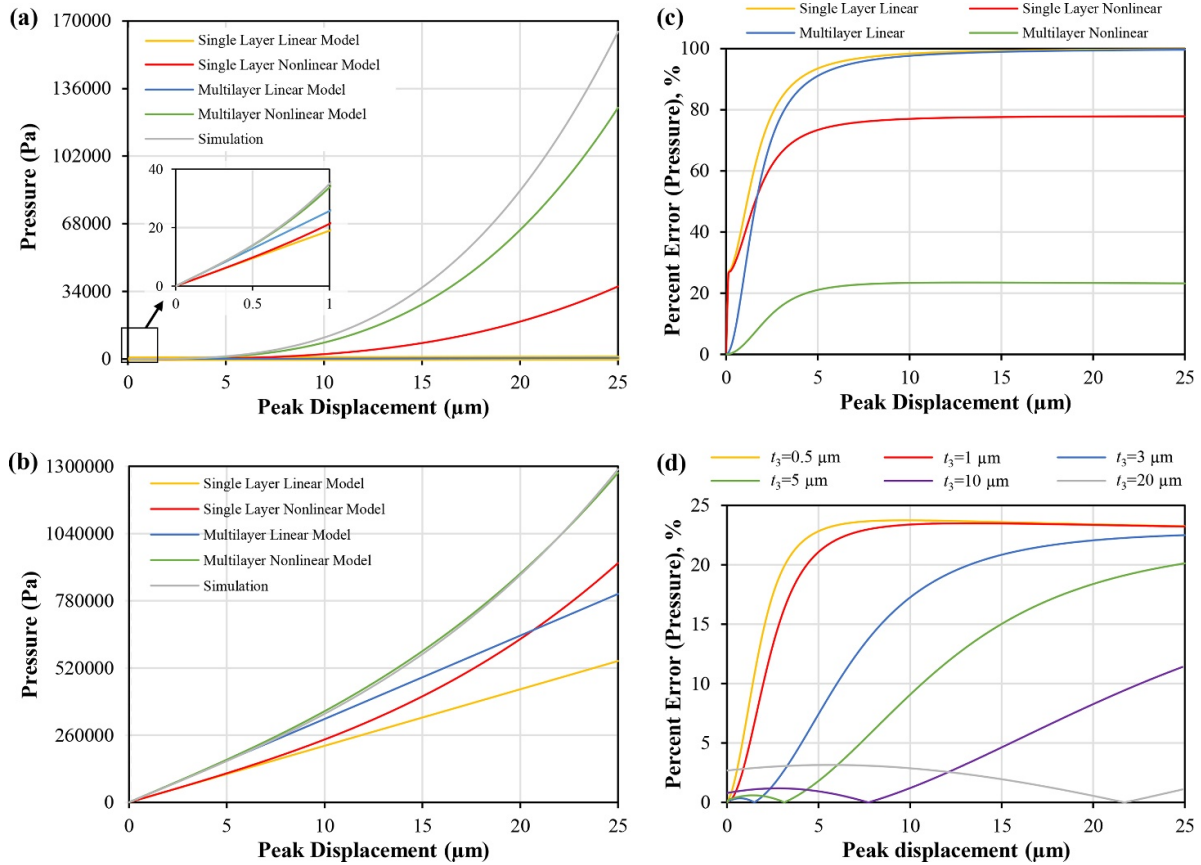 (a)
170000
136000
102000
68000
34000
0
Pressure (Pa)
Single Layer Linear Model
Single Layer Nonlinear Model
Multilayer Linear Model
Multilayer Nonlinear Model
Simulation
40
20
0
0 0.5 1
0 5 10 15 20 25
Peak Displacement (µm)
(c)
Single Layer Linear Single Layer Nonlinear
Multilayer Linear Multilayer Nonlinear
100
80
60
40
20
0
Percent Error (Pressure), %
0 5 10 15 20 25
Peak Displacement (µm)
(b)
1300000
1040000
780000
520000
260000
0
Pressure (Pa)
Single Layer Linear Model
Single Layer Nonlinear Model
Multilayer Linear Model
Multilayer Nonlinear Model
Simulation
0 5 10 15 20 25
Peak Displacement (µm)
(d)
t₃=0.5 µm t₃=1 µm t₃=3 µm
t₃=5 µm t₃=10 µm t₃=20 µm
25
20
15
10
5
0
Percent Error (Pressure), %
0 5 10 15 20 25
Peak displacement (µm)